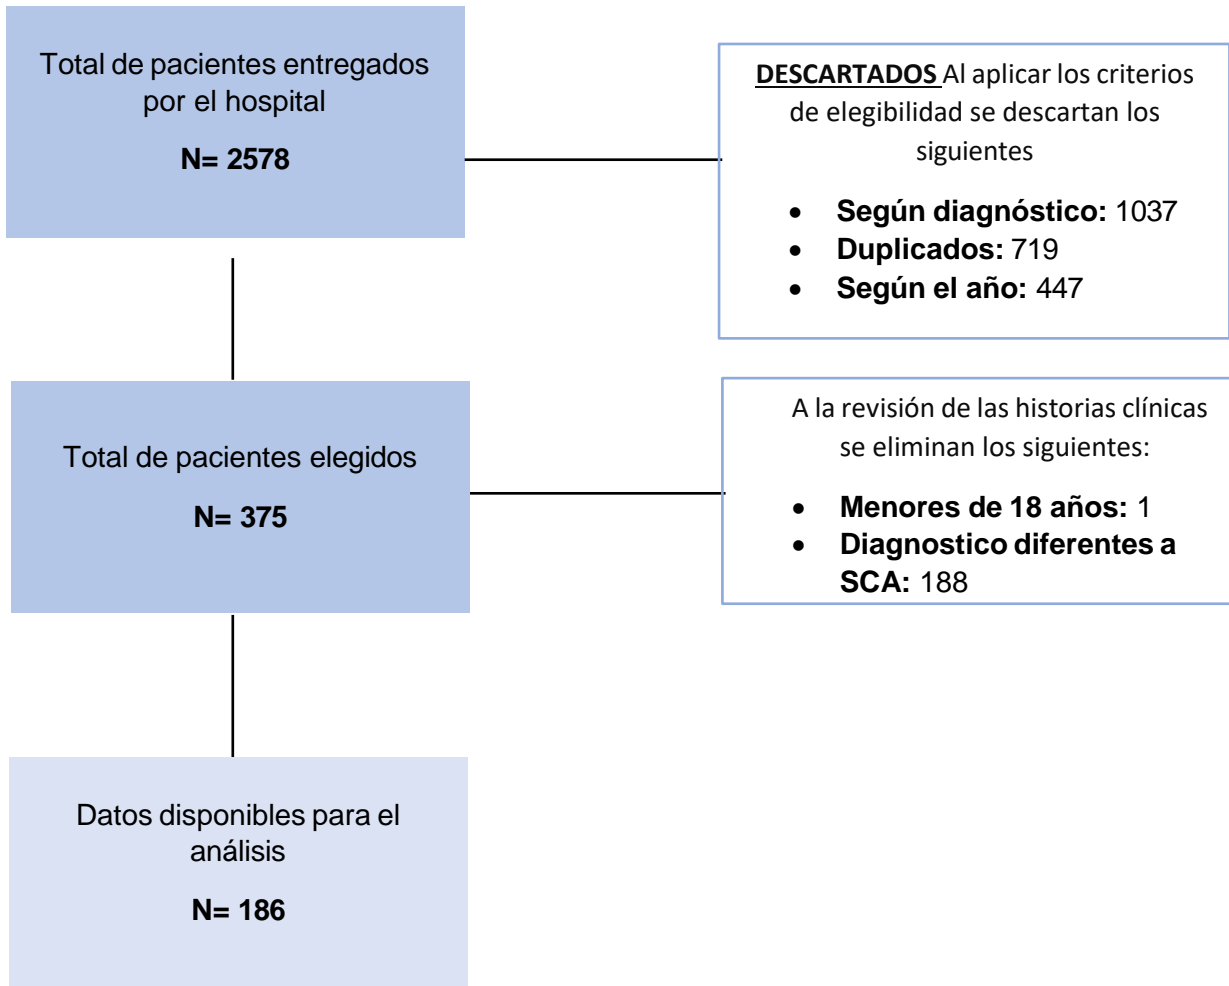 Total de pacientes entregados
por el hospital
N= 2578
DESCARTADOS Al aplicar los criterios
de elegibilidad se descartan los
siguientes
• Según diagnóstico: 1037
• Duplicados: 719
• Según el año: 447
Total de pacientes elegidos
N= 375
A la revisión de las historias clínicas
se eliminan los siguientes:
• Menores de 18 años: 1
• Diagnostico diferentes a
SCA: 188
Datos disponibles para el
análisis
N= 186